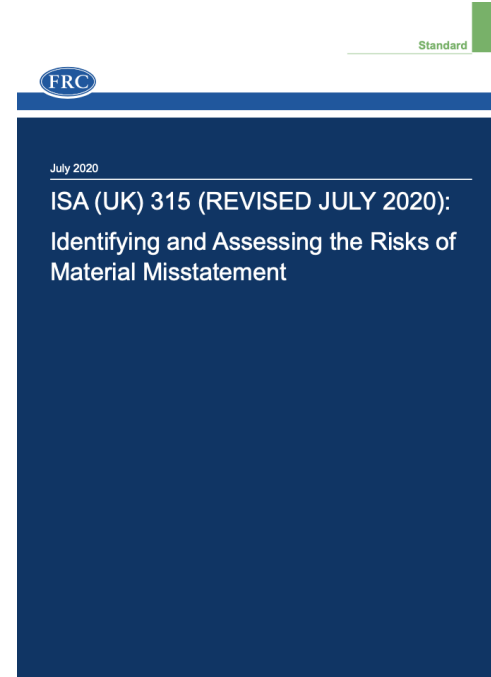 Standard
FRC
July 2020
ISA (UK) 315 (REVISED JULY 2020):
Identifying and Assessing the Risks of
Material Misstatement